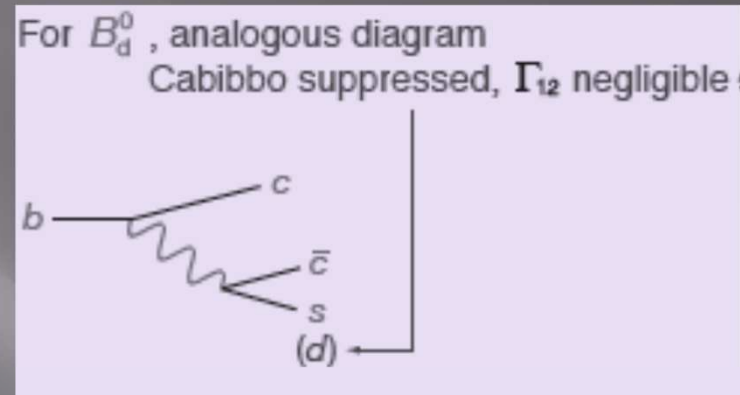 For B⁰_d , analogous diagram
Cabibbo suppressed, Γ₁₂ negligible
c
b
c̄
s
(d)